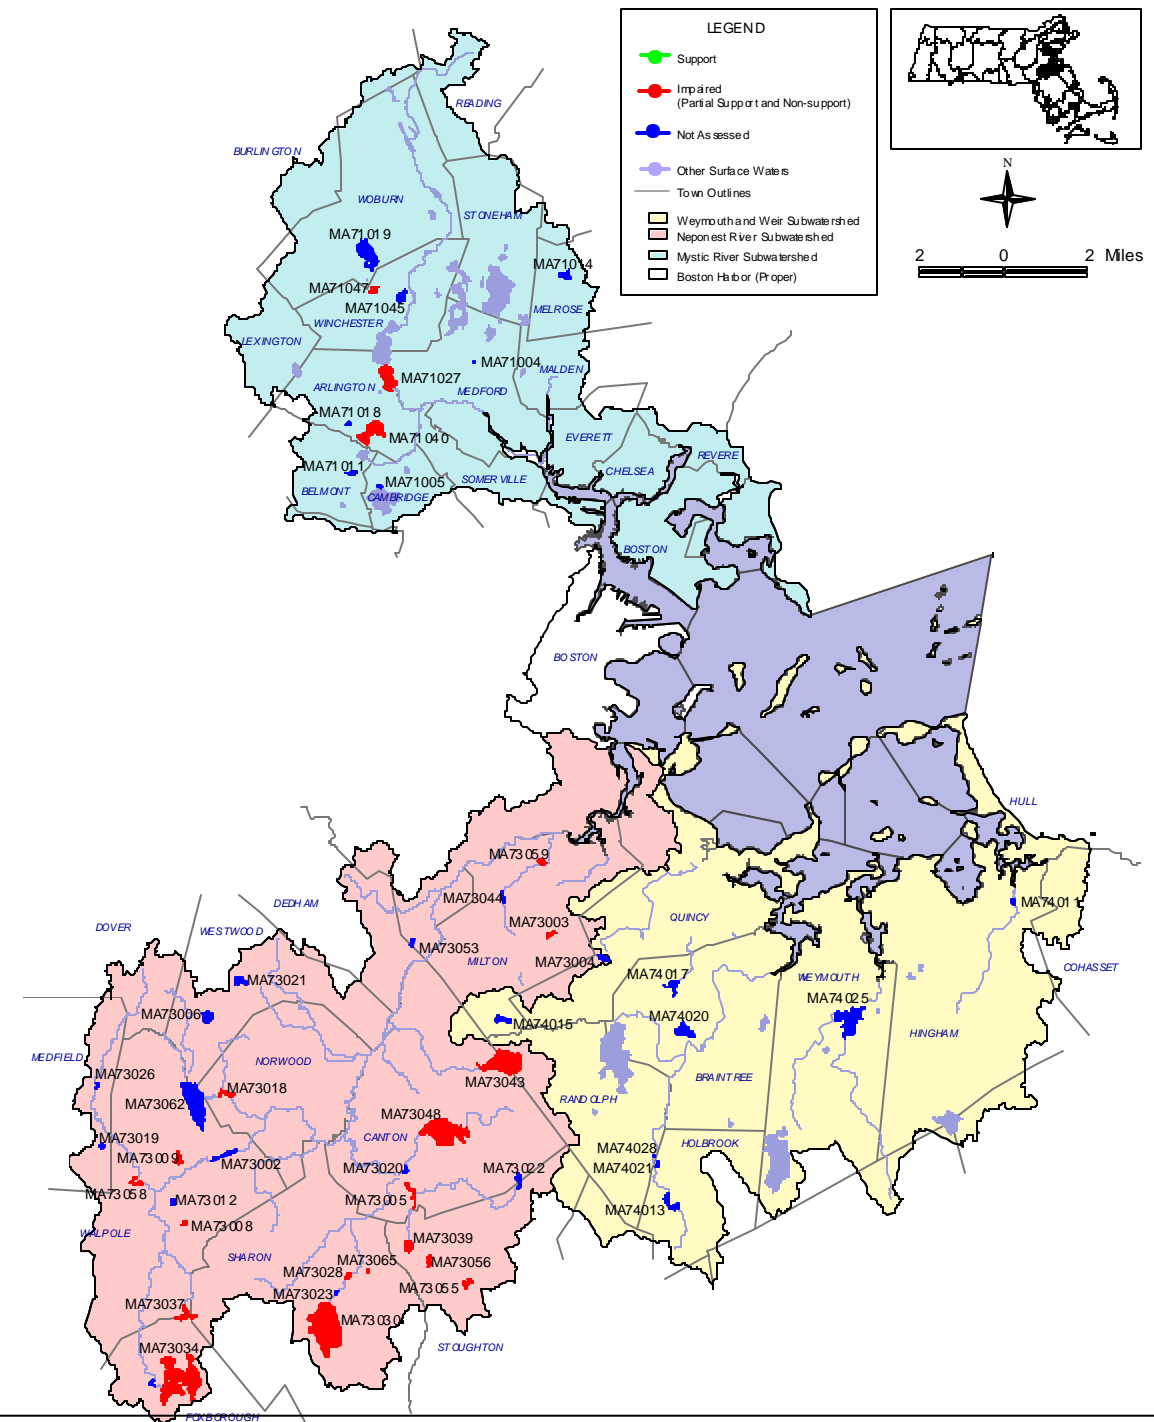 LEGEND
Support
Impaired
(Partial Support and Non-support)
Not Assessed
Other Surface Waters
Town Outlines
Weymouth and Weir Subwatershed
Neponest River Subwatershed
Mystic River Subwatershed
Boston Harbor (Proper)
N
2 0 2 Miles
READING
BURLINGTON
WOBURN
STONEHAM
MA71019
MA71014
MA71047
MA71045
MELROSE
WINCHESTER
LEXINGTON
MA71004
MALDEN
MA71027
ARLINGTON
MEDFORD
MA71018
MA71040
EVERETT
REVERE
MA71011
CHELSEA
MA71005
SOMERVILLE
BELMONT
CAMBRIDGE
BOSTON
BOSTON
HULL
MA73059
MA73044
MA74011
DEDHAM
QUINCY
MA73003
DOVER
WESTWOOD
MA73053
MILTON
MA73004
COHASSET
MA74017
MA73021
WEYMOUTH
MA74025
MA73006
MA74015
MA74020
HINGHAM
MEDFIELD
NORWOOD
MA73026
MA73043
BRAINTREE
MA73018
MA73062
RANDOLPH
MA73048
CANTON
MA73019
HOLBROOK
MA74028
MA73009
MA73002
MA73020
MA73022
MA74021
MA73058
MA73012
MA73005
MA74013
MA73008
WALPOLE
MA73039
SHARON
MA73065
MA73056
MA73028
MA73055
MA73023
MA73037
MA73030
MA73034
STOUGHTON
FOXBOROUGH